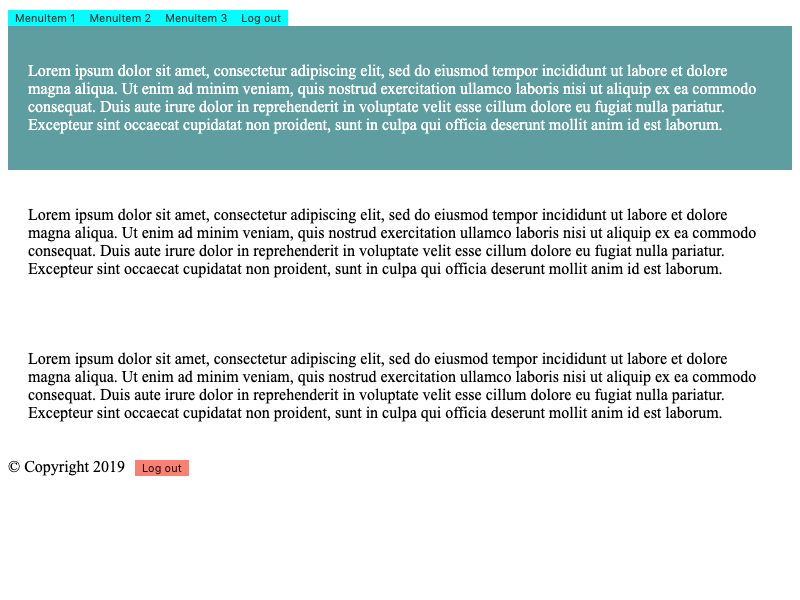 MenuItem 1 MenuItem 2 MenuItem 3 Log out
Lorem ipsum dolor sit amet, consectetur adipiscing elit, sed do eiusmod tempor incididunt ut labore et dolore
magna aliqua. Ut enim ad minim veniam, quis nostrud exercitation ullamco laboris nisi ut aliquip ex ea commodo
consequat. Duis aute irure dolor in reprehenderit in voluptate velit esse cillum dolore eu fugiat nulla pariatur.
Excepteur sint occaecat cupidatat non proident, sunt in culpa qui officia deserunt mollit anim id est laborum.
Lorem ipsum dolor sit amet, consectetur adipiscing elit, sed do eiusmod tempor incididunt ut labore et dolore
magna aliqua. Ut enim ad minim veniam, quis nostrud exercitation ullamco laboris nisi ut aliquip ex ea commodo
consequat. Duis aute irure dolor in reprehenderit in voluptate velit esse cillum dolore eu fugiat nulla pariatur.
Excepteur sint occaecat cupidatat non proident, sunt in culpa qui officia deserunt mollit anim id est laborum.
Lorem ipsum dolor sit amet, consectetur adipiscing elit, sed do eiusmod tempor incididunt ut labore et dolore
magna aliqua. Ut enim ad minim veniam, quis nostrud exercitation ullamco laboris nisi ut aliquip ex ea commodo
consequat. Duis aute irure dolor in reprehenderit in voluptate velit esse cillum dolore eu fugiat nulla pariatur.
Excepteur sint occaecat cupidatat non proident, sunt in culpa qui officia deserunt mollit anim id est laborum.
© Copyright 2019 Log out